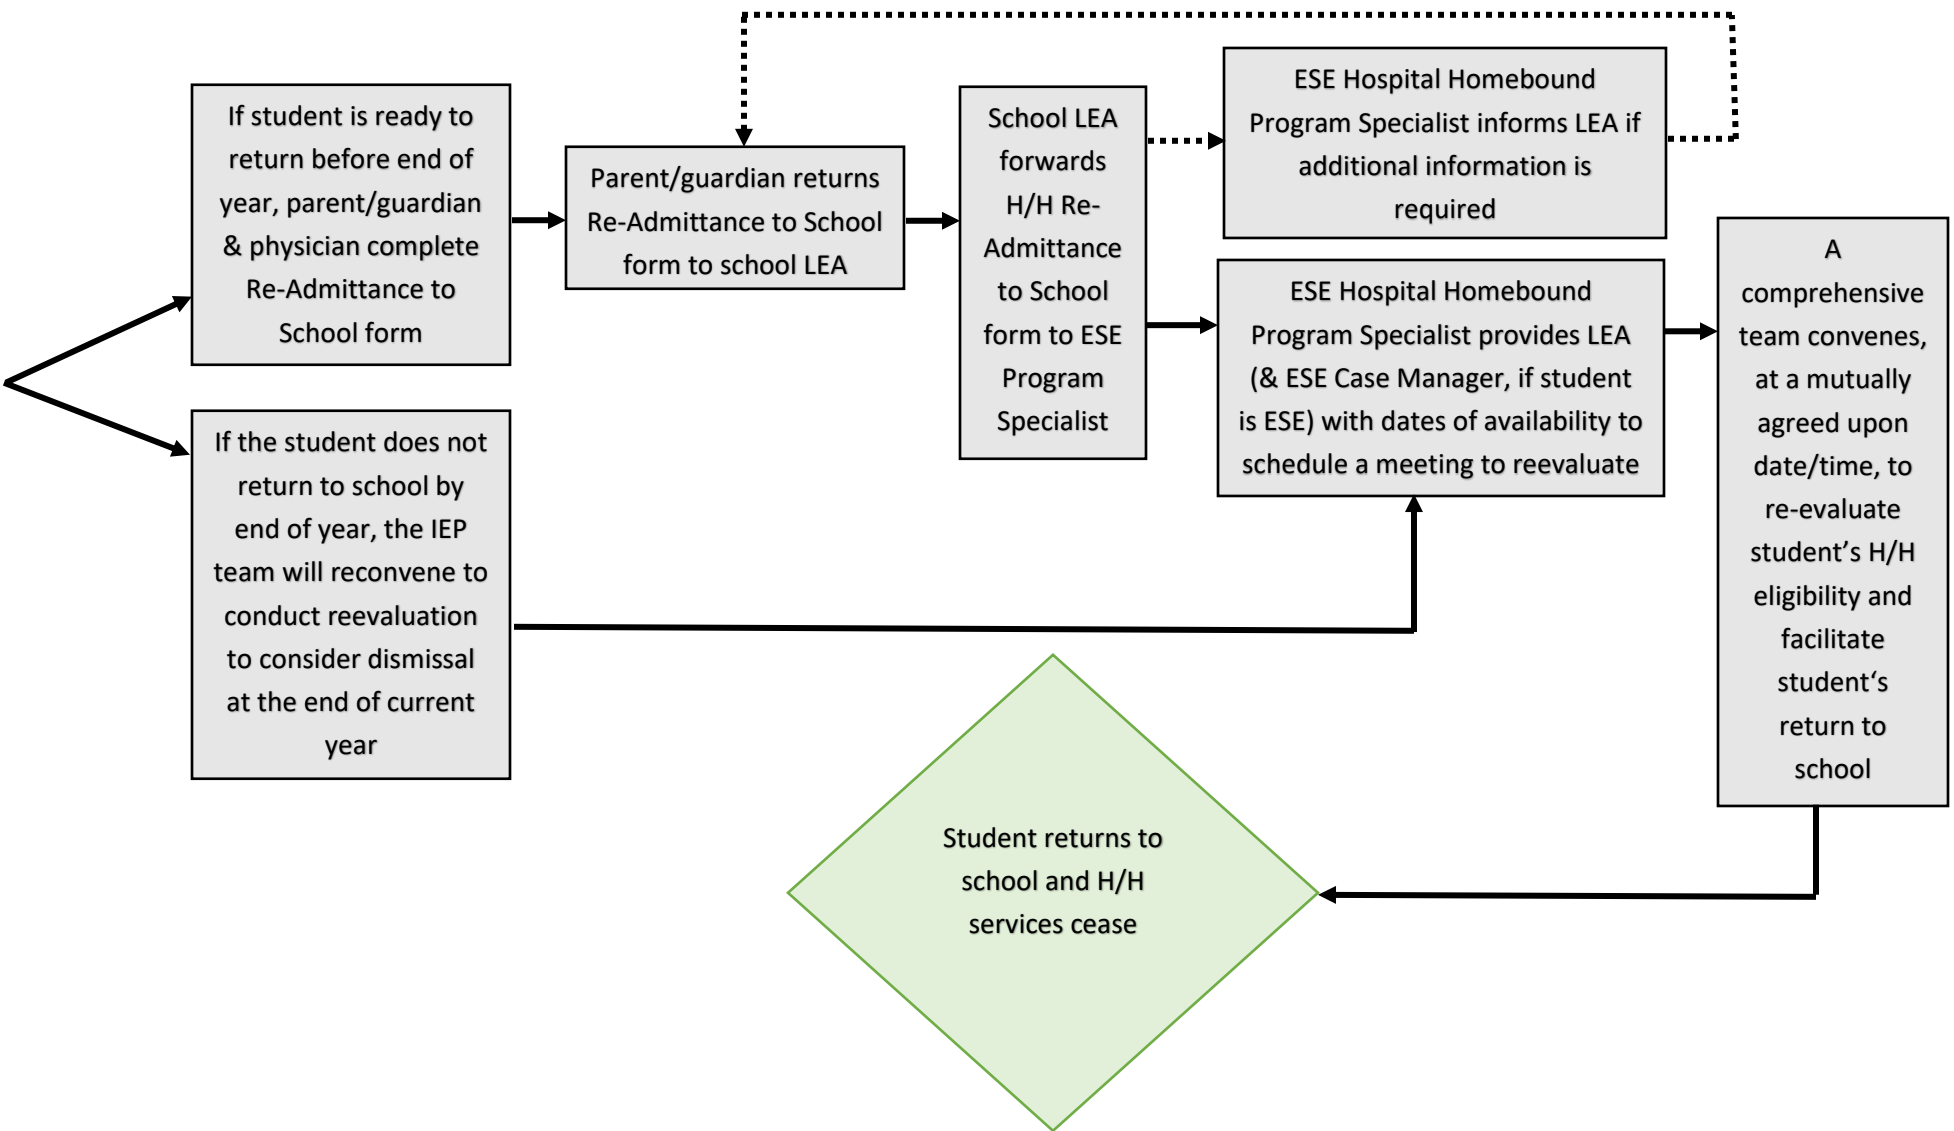 If student is ready to
return before end of
year, parent/guardian
& physician complete
Re-Admittance to
School form
If the student does not
return to school by
end of year, the IEP
team will reconvene to
conduct reevaluation
to consider dismissal
at the end of current
year
Parent/guardian returns
Re-Admittance to School
form to school LEA
School LEA
forwards
H/H Re-
Admittance
to School
form to ESE
Program
Specialist
ESE Hospital Homebound
Program Specialist informs LEA if
additional information is
required
ESE Hospital Homebound
Program Specialist provides LEA
(& ESE Case Manager, if student
is ESE) with dates of availability to
schedule a meeting to reevaluate
A
comprehensive
team convenes,
at a mutually
agreed upon
date/time, to
re-evaluate
student’s H/H
eligibility and
facilitate
student‘s
return to
school
Student returns to
school and H/H
services cease